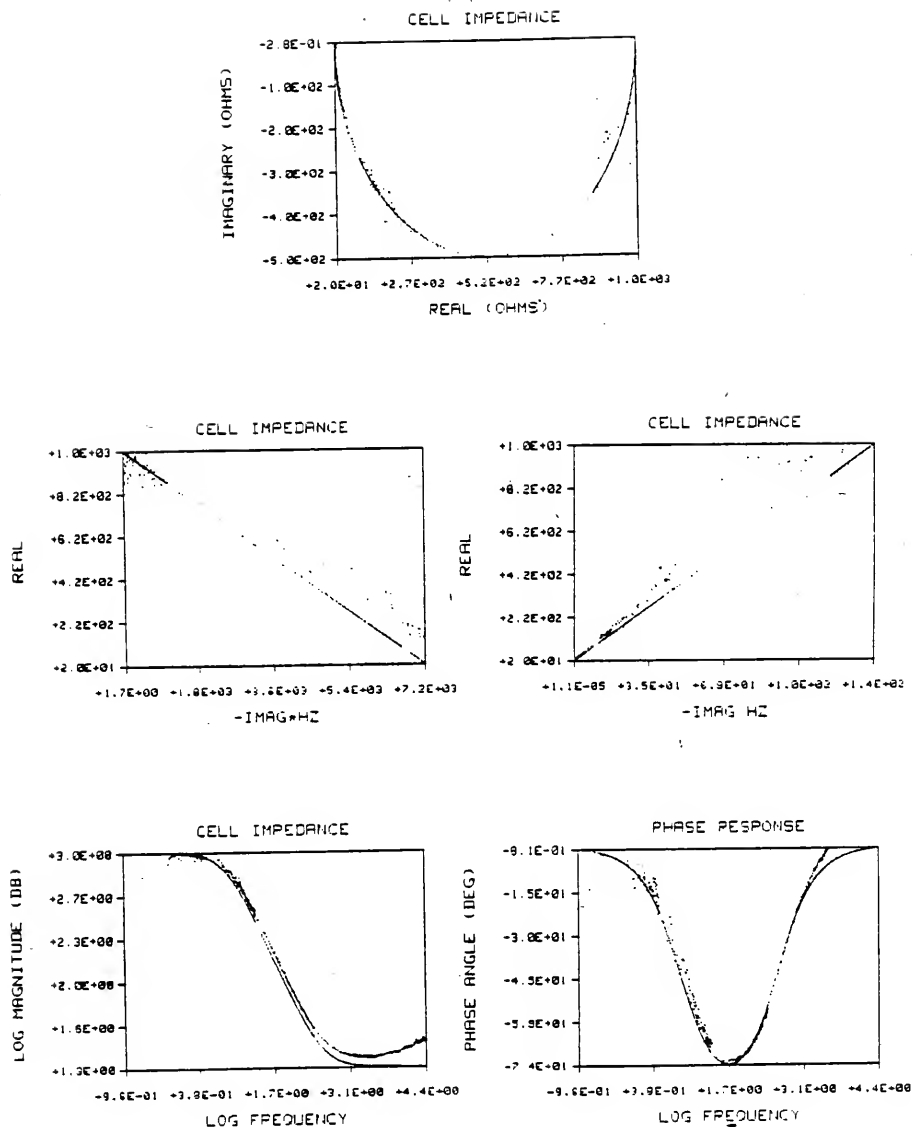 CELL IMPEDANCE
-2.8E-01
-1.0E+02
-2.0E+02
-3.0E+02
-4.0E+02
-5.0E+02
IMAGINARY (OHMS)
+2.0E+01 +2.7E+02 +5.2E+02 +7.7E+02 +1.0E+03
REAL (OHMS)
CELL IMPEDANCE
+1.0E+03
+8.2E+02
+6.2E+02
+4.2E+02
+2.2E+02
+2.0E+01
REAL
+1.7E+00 +1.8E+03 +3.6E+03 +5.4E+03 +7.2E+03
-IMAG*HZ
CELL IMPEDANCE
+1.0E+03
+8.2E+02
+6.2E+02
+4.2E+02
+2.2E+02
+2.0E+01
REAL
+1.1E-05 +3.5E+01 +6.9E+01 +1.0E+02 +1.4E+02
-IMAG HZ
CELL IMPEDANCE
+3.0E+00
+2.7E+00
+2.3E+00
+2.0E+00
+1.6E+00
+1.3E+00
LOG MAGNITUDE (DB)
-9.6E-01 +3.8E-01 +1.7E+00 +3.1E+00 +4.4E+00
LOG FREQUENCY
PHASE RESPONSE
-9.1E-01
-1.5E+01
-3.0E+01
-4.5E+01
-5.9E+01
-7.4E+01
PHASE ANGLE (DEG)
-9.6E-01 +3.8E-01 +1.7E+00 +3.1E+00 +4.4E+00
LOG FREQUENCY